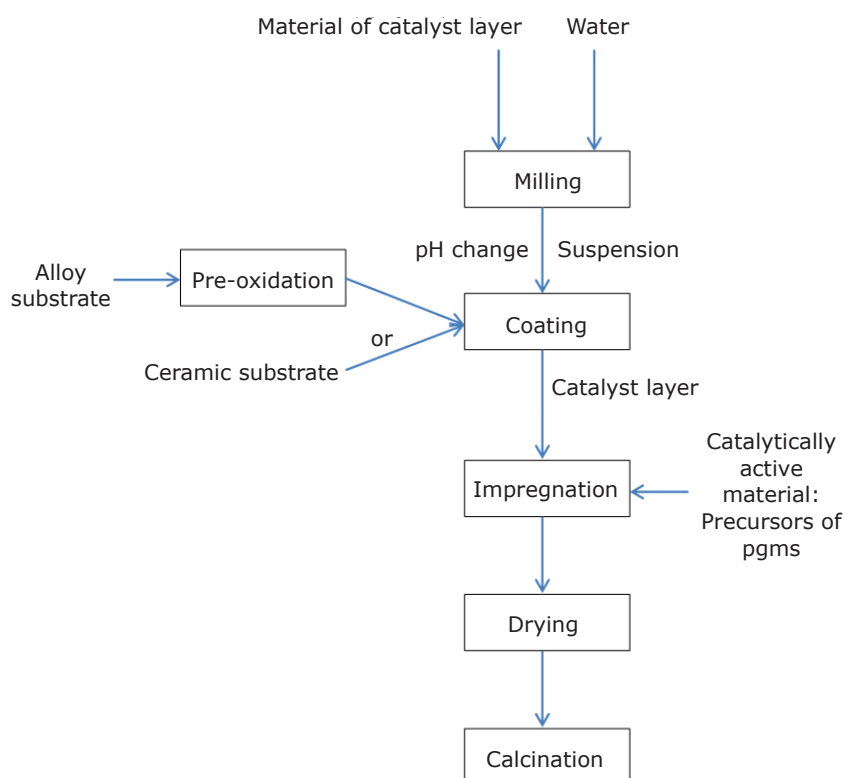 Material of catalyst layer
Water
Milling
pH change
Suspension
Alloy
substrate
Pre-oxidation
Coating
or
Ceramic substrate
Catalyst layer
Catalytically
active
material:
Precursors of
pgms
Impregnation
Drying
Calcination